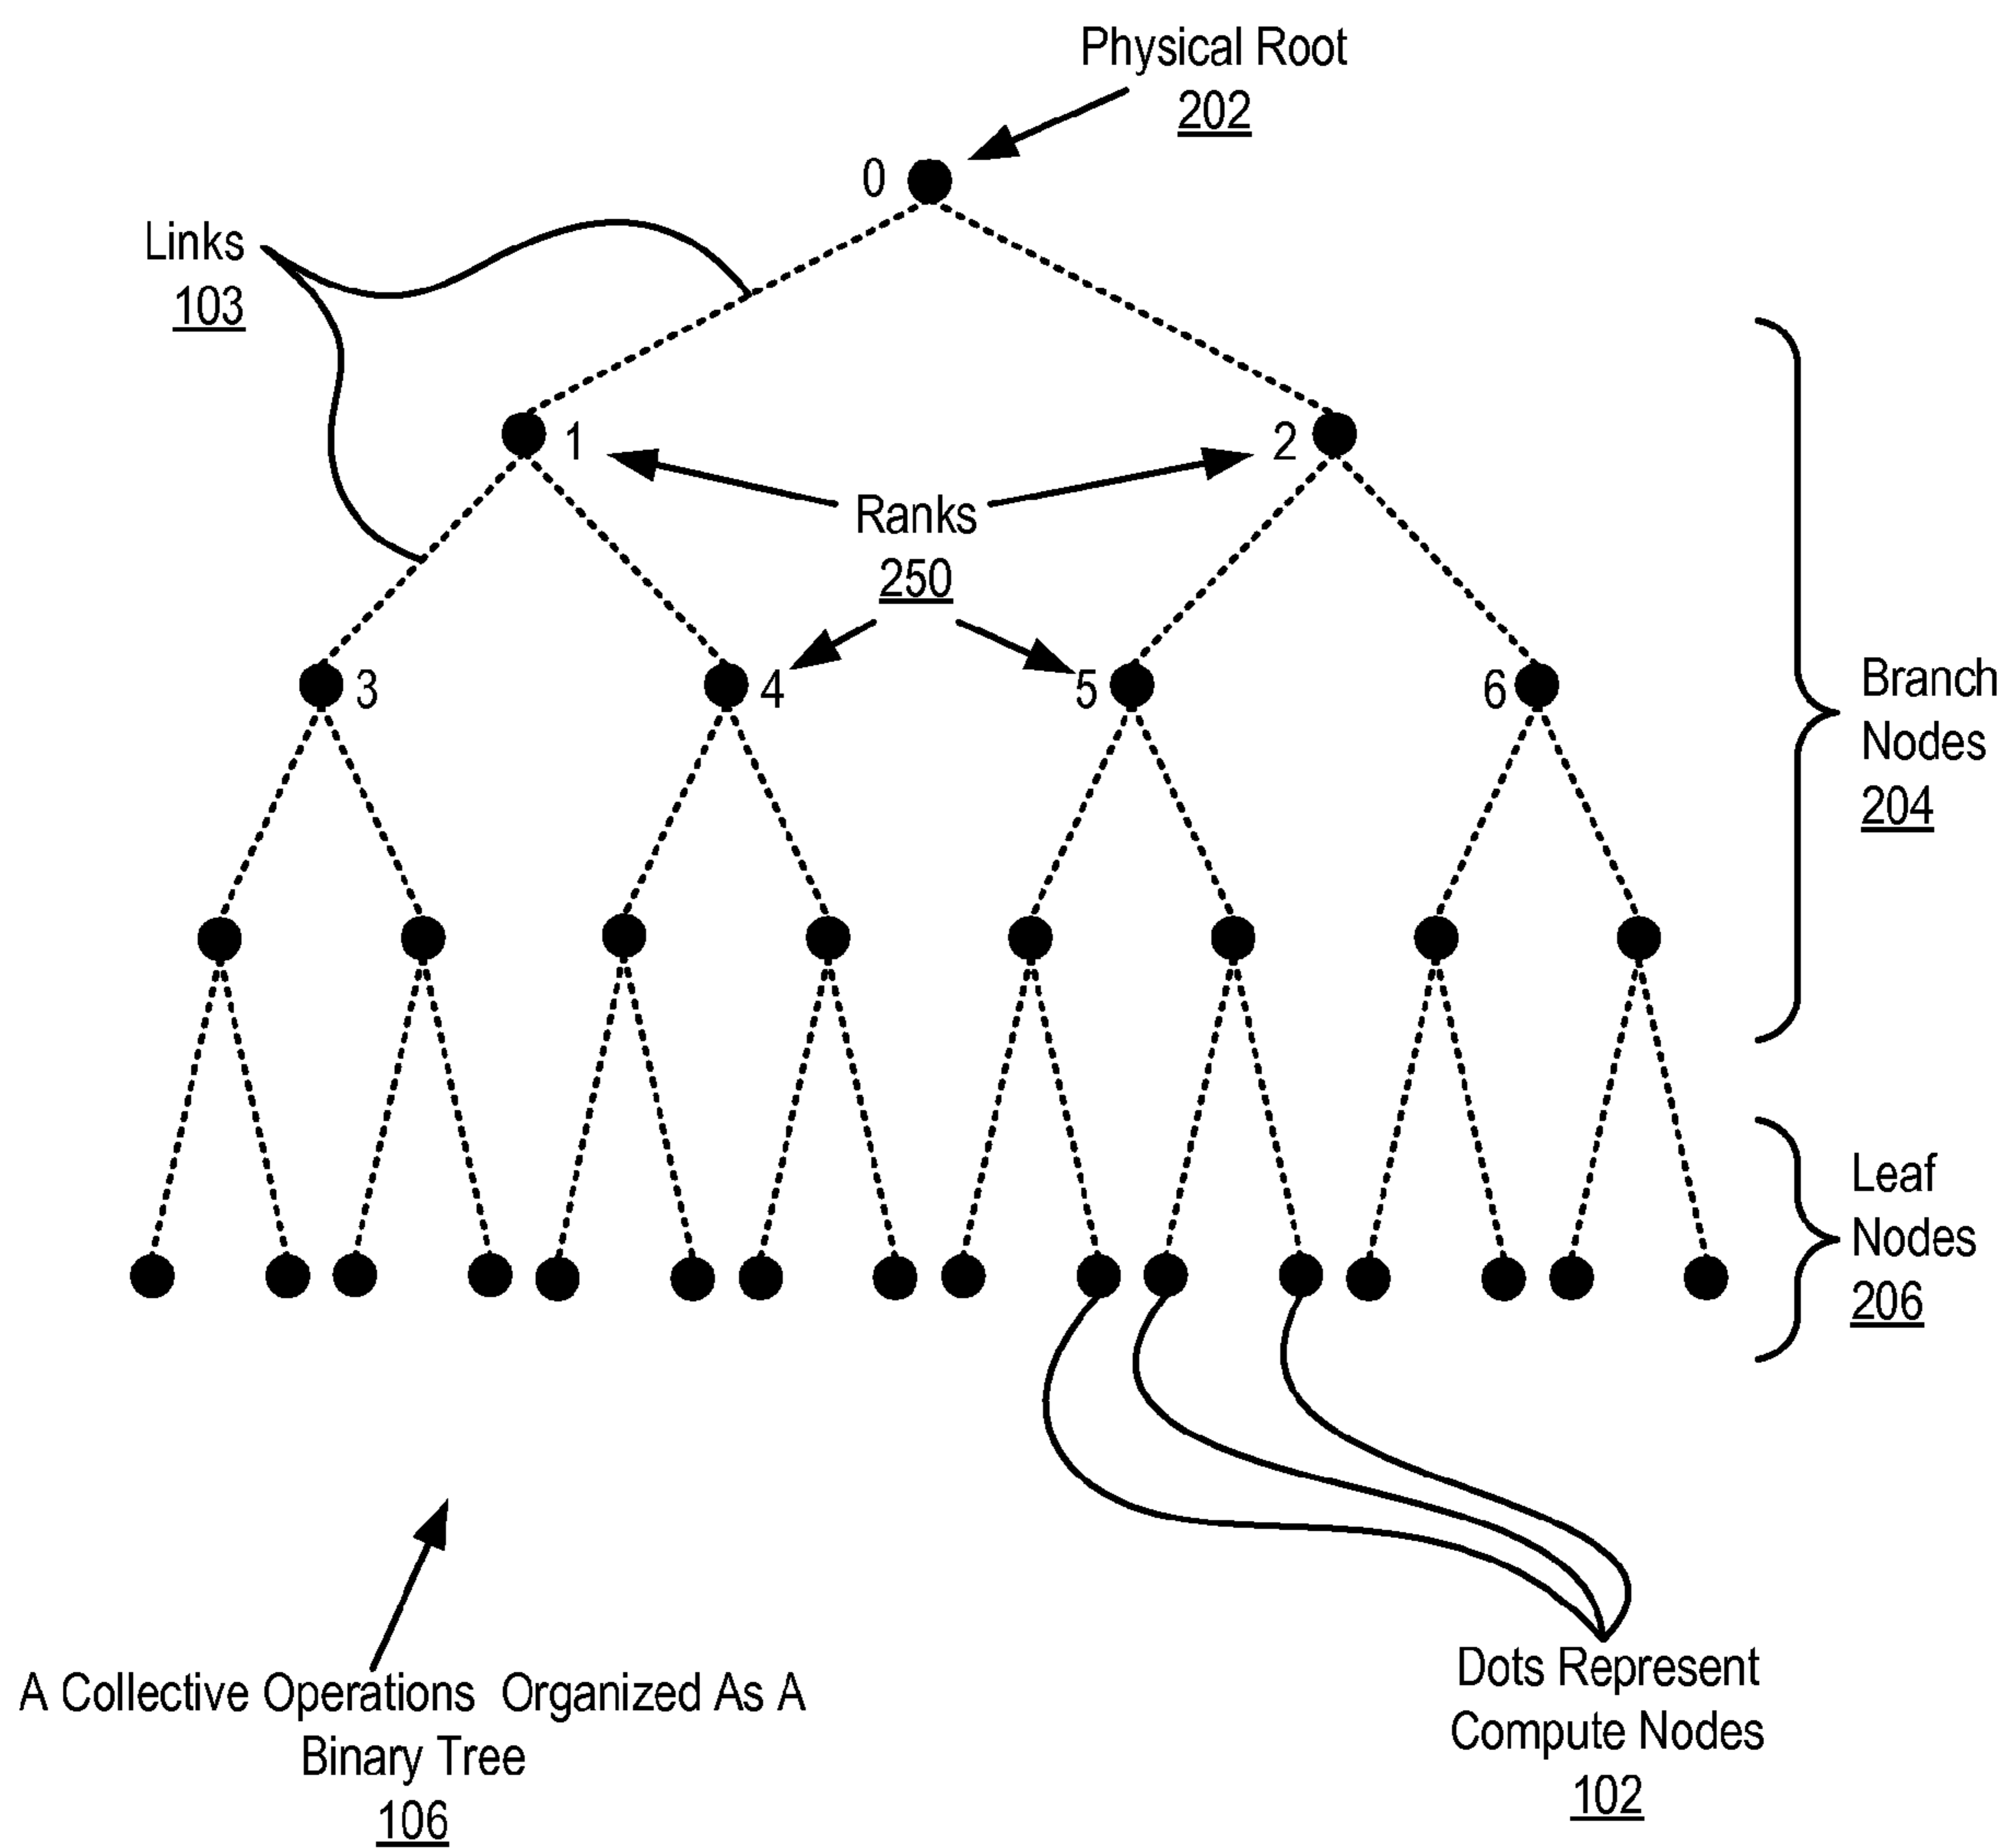 Physical Root
202
0
Links
103
1
2
Ranks
250
3
4
5
6
Branch
Nodes
204
Leaf
Nodes
206
A Collective Operations Organized As A
Binary Tree
106
Dots Represent
Compute Nodes
102